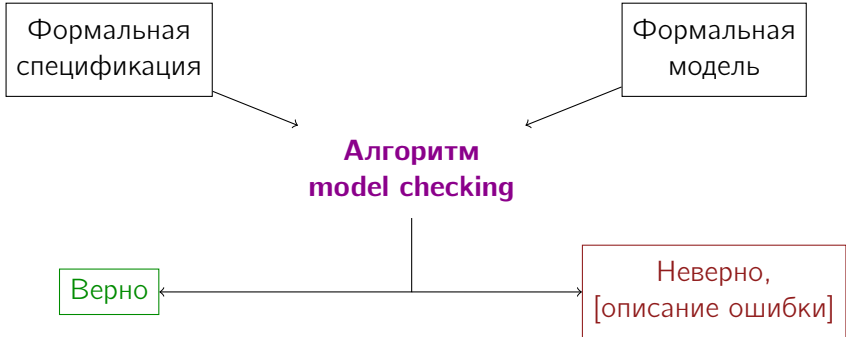 Формальная
спецификация
Формальная
модель
Алгоритм
model checking
Верно
Неверно,
[описание ошибки]